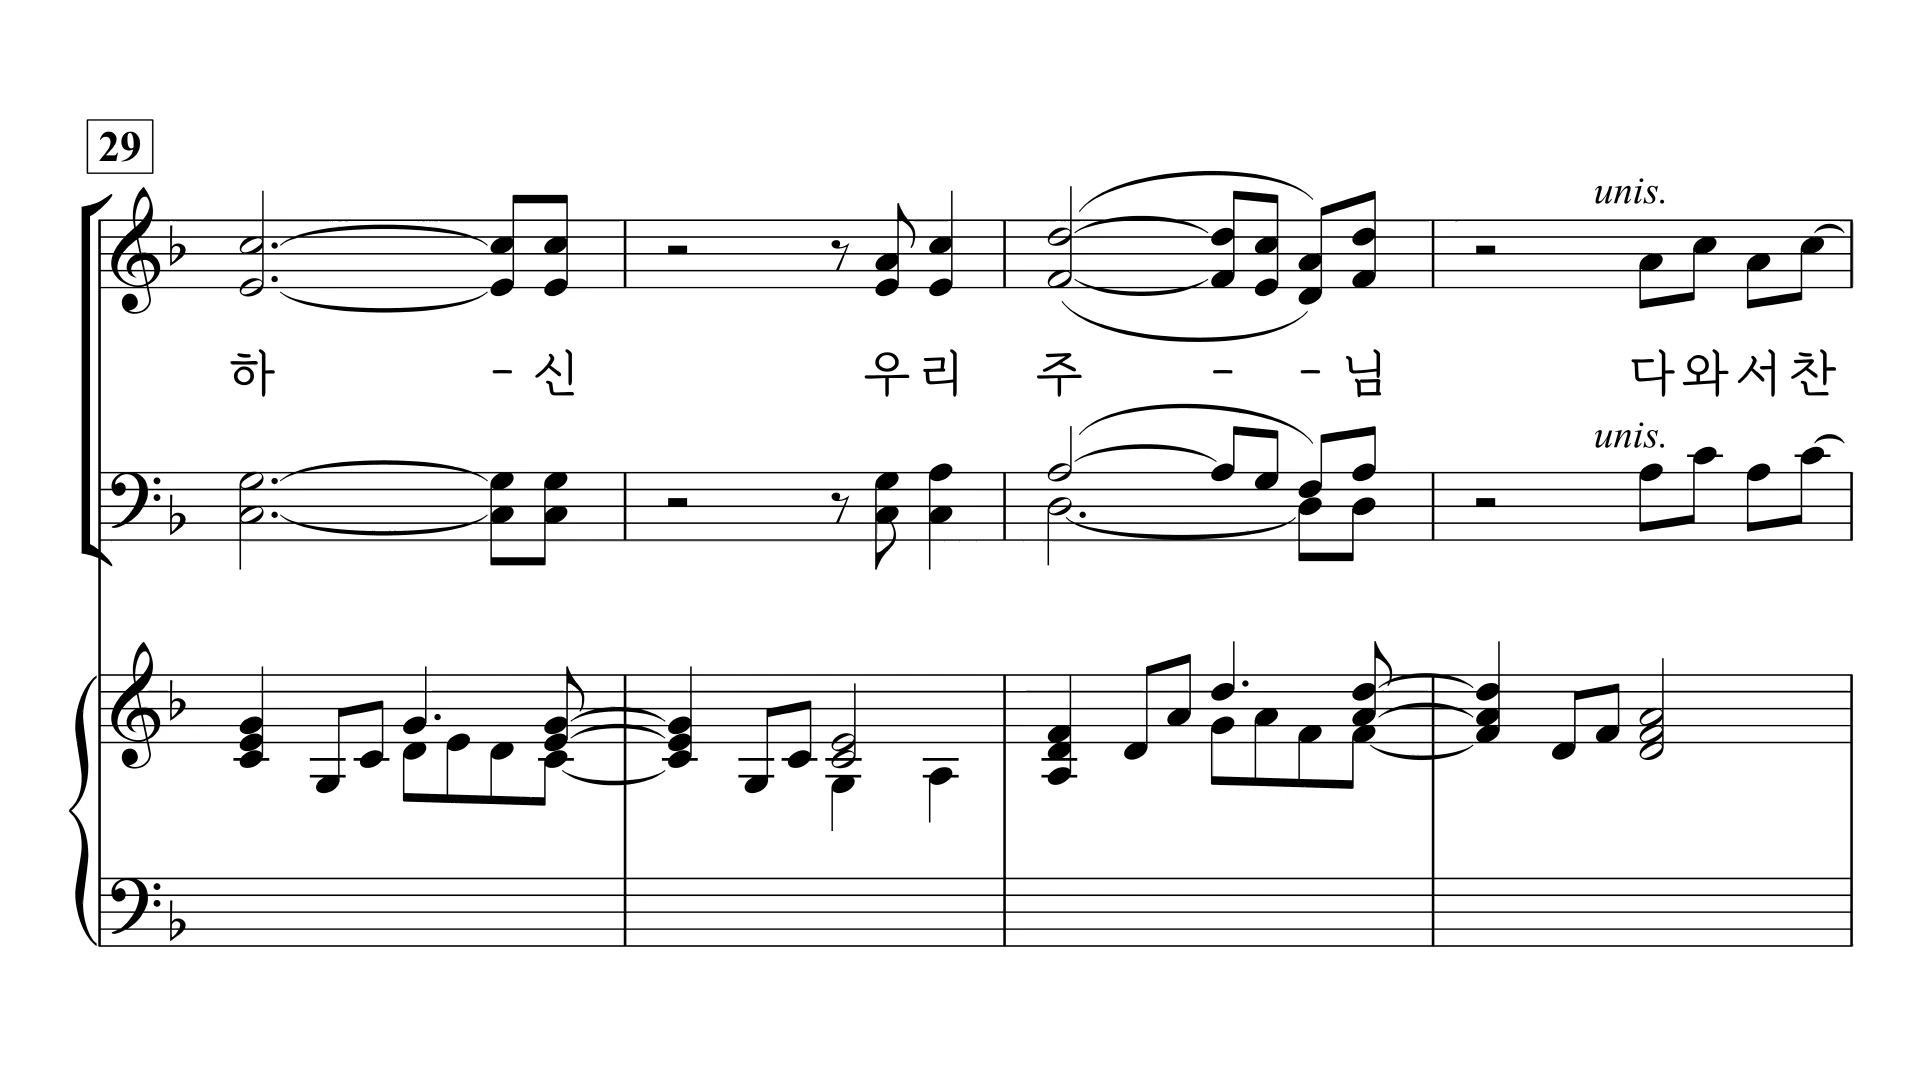 29
unis.
하 - 신 우리 주 - - 님 다와서찬
unis.